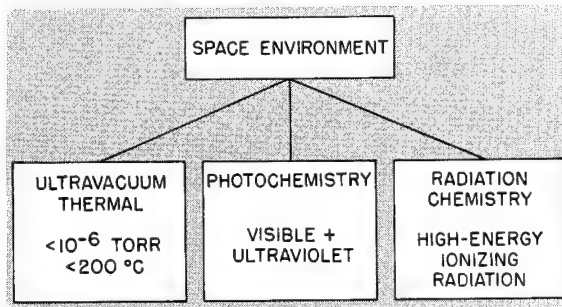 SPACE ENVIRONMENT
ULTRAVACUUM
THERMAL
<10⁻⁶ TORR
<200 °C
PHOTOCHEMISTRY
VISIBLE +
ULTRAVIOLET
RADIATION
CHEMISTRY
HIGH-ENERGY
IONIZING
RADIATION